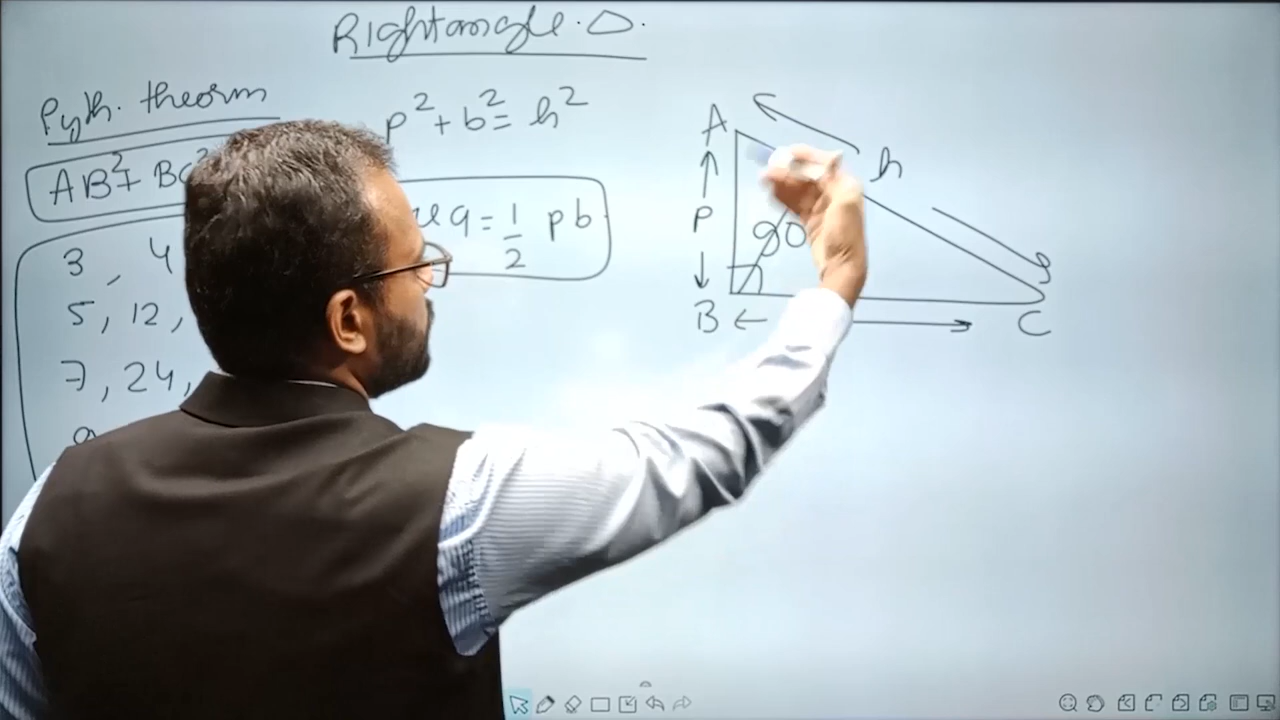 Rightangle. △.
Pyth. theorm
p² + b² = h²
AB² + BC²
= 1/2 pb
3, 4
5, 12,
7, 24,
A
h
P
90
B
C